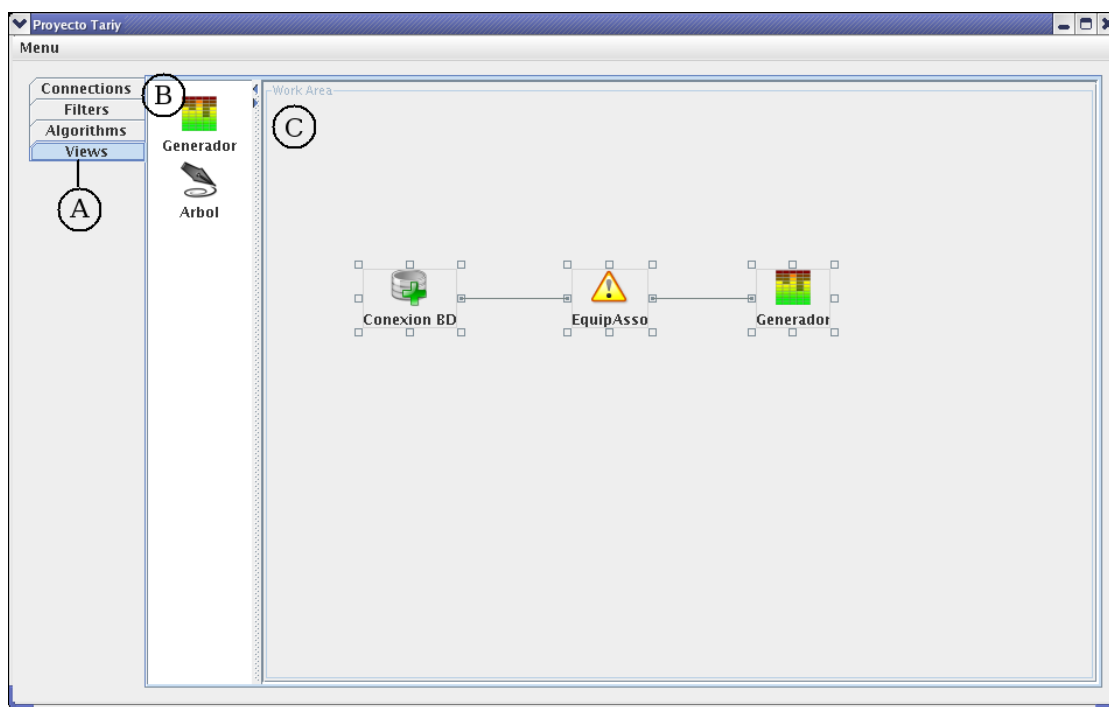 Proyecto Tariy
Menu
Connections
Filters
Algorithms
Views
A
B
Generador
Arbol
Work Area
C
Conexion BD
EquipAsso
Generador